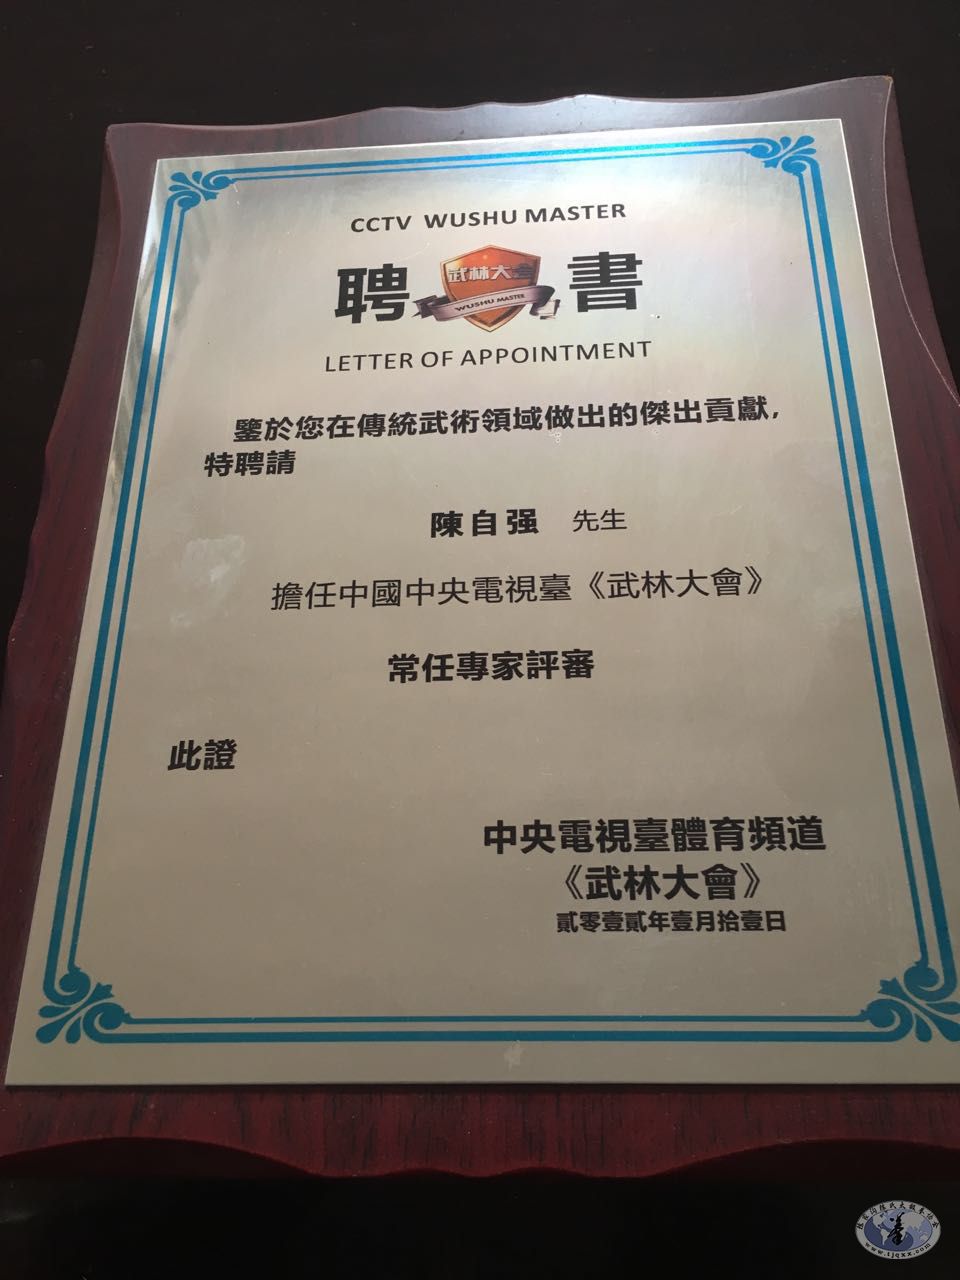 CCTV WUSHU MASTER
聘 書
武林大會
WUSHU MASTER
LETTER OF APPOINTMENT
鑒於您在傳統武術領域做出的傑出貢獻,
特聘請
陳自强 先生
擔任中國中央電視臺《武林大會》
常任專家評審
此證
中央電視臺體育頻道
《武林大會》
貳零壹貳年壹月拾壹日
www.tjqxx.com